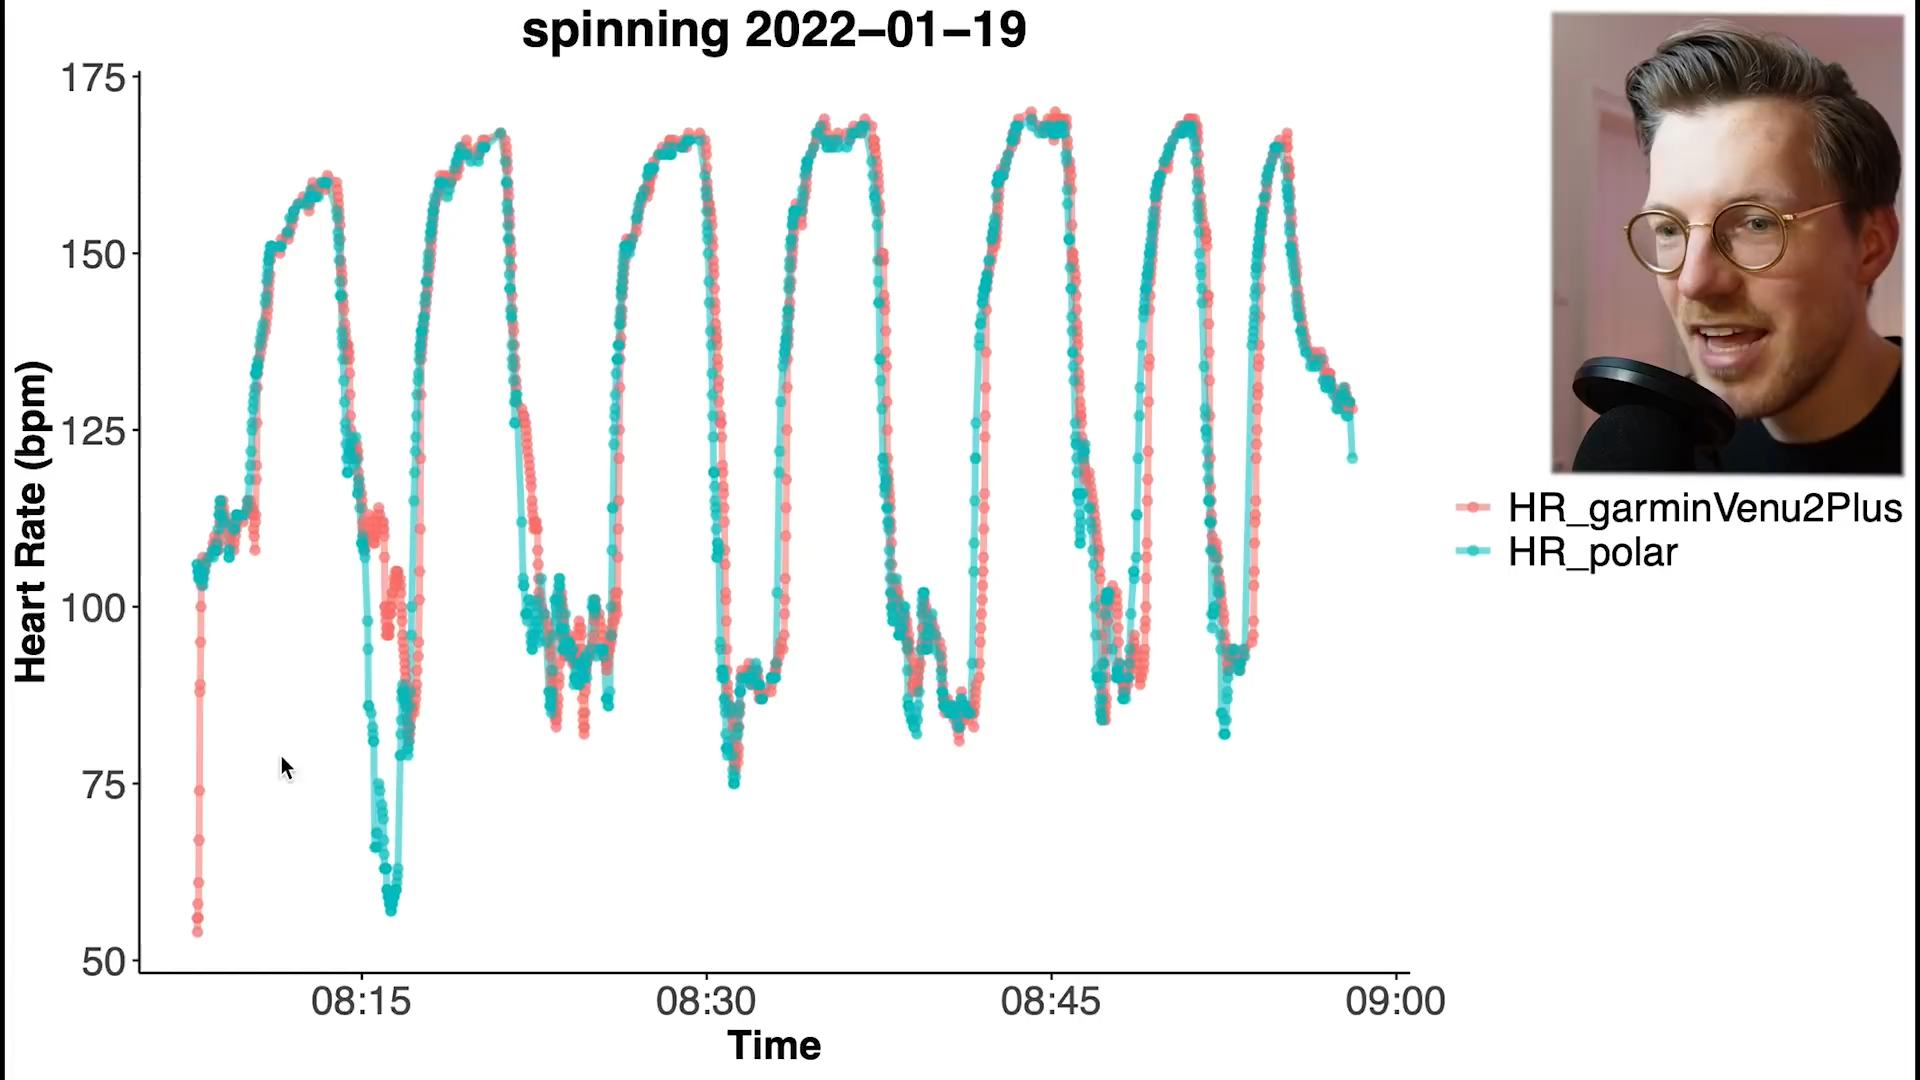 spinning 2022–01–19
175
150
125
100
75
50
Heart Rate (bpm)
08:15
08:30
08:45
09:00
Time
HR_garminVenu2Plus
HR_polar